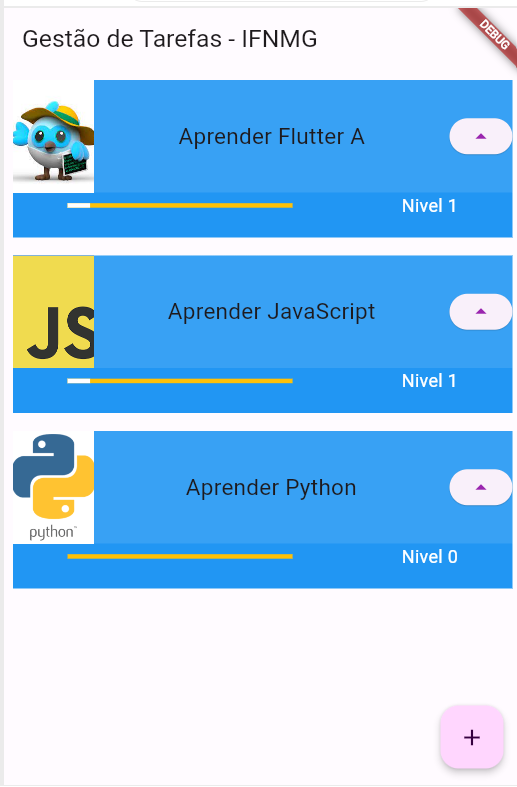 Gestão de Tarefas - IFNMG
DEBUG
Aprender Flutter A
Nivel 1
JS
Aprender JavaScript
Nivel 1
python
Aprender Python
Nivel 0